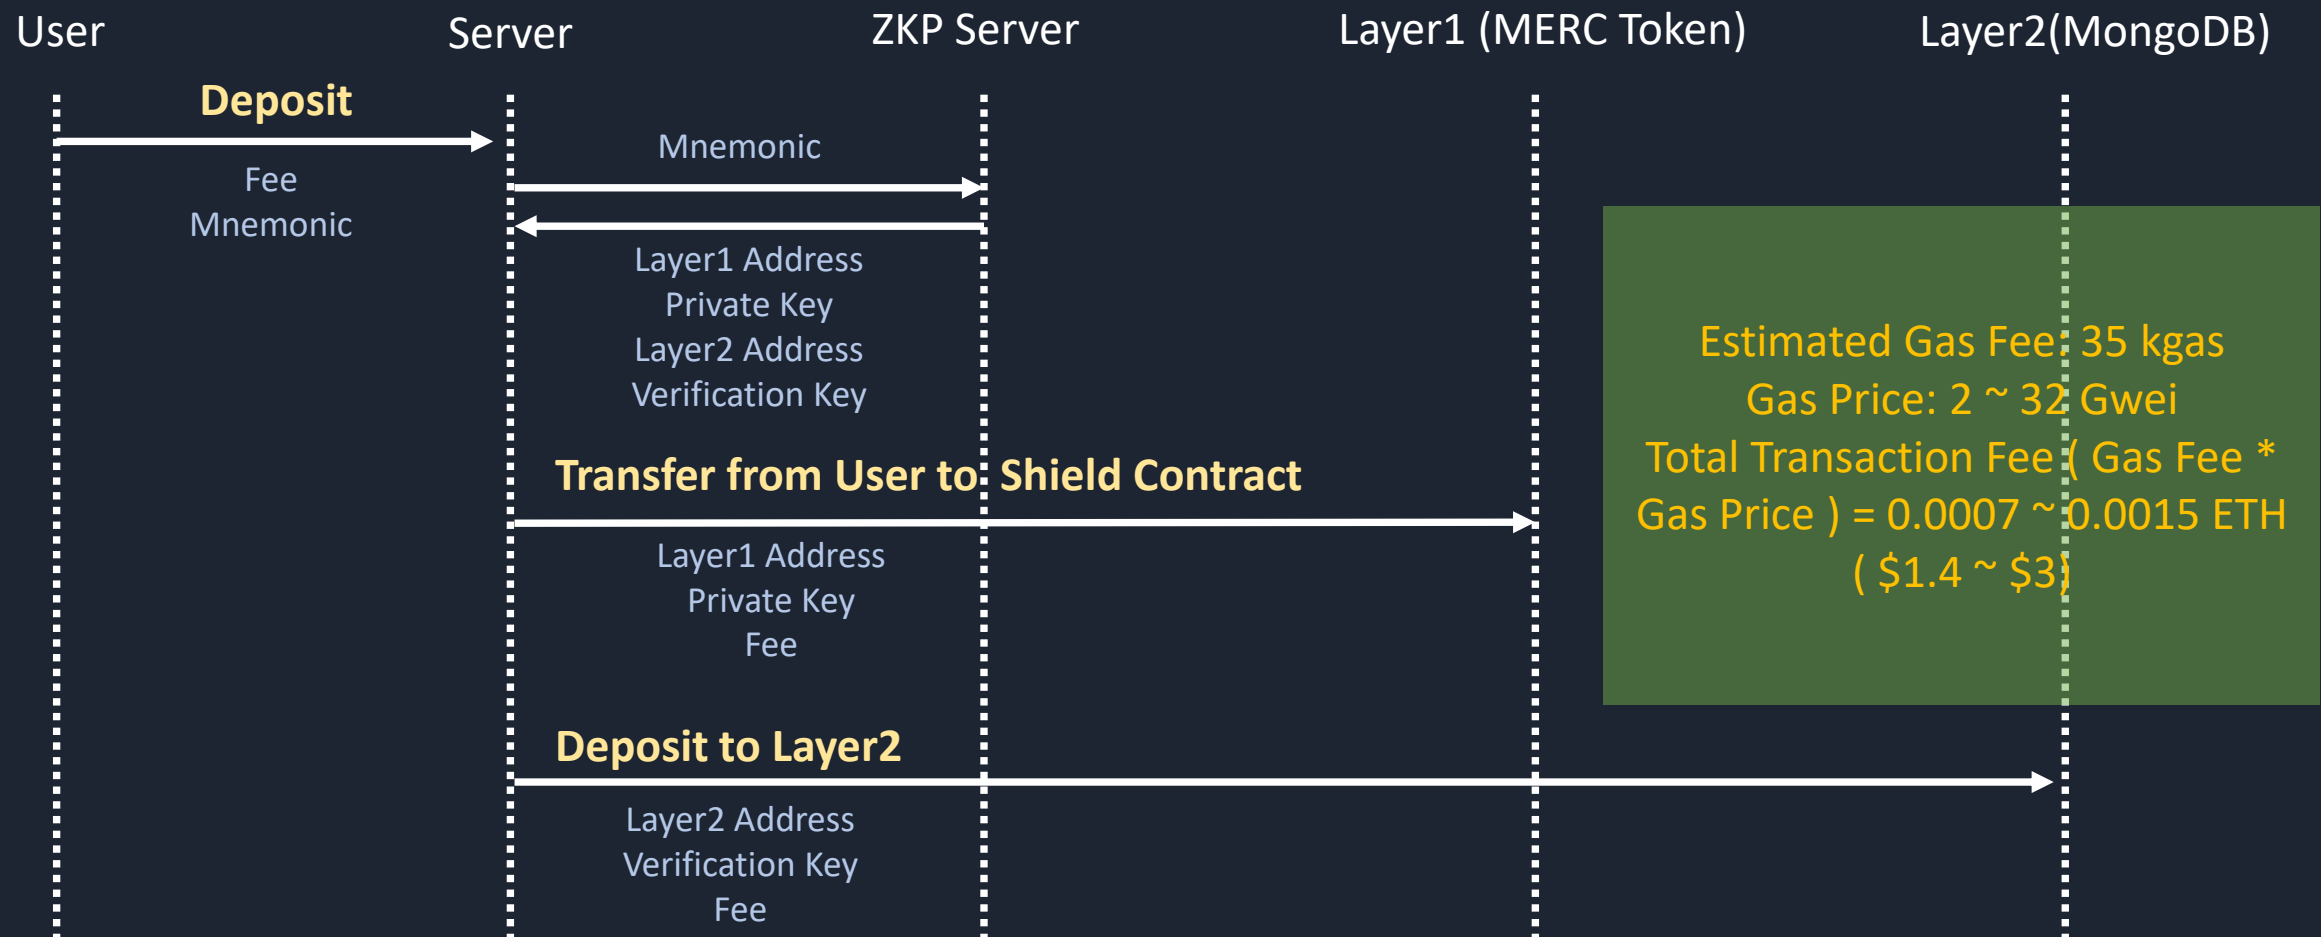 User
Server
ZKP Server
Layer1 (MERC Token)
Layer2(MongoDB)
Deposit
Fee
Mnemonic
Mnemonic
Layer1 Address
Private Key
Layer2 Address
Verification Key
Transfer from User to Shield Contract
Layer1 Address
Private Key
Fee
Deposit to Layer2
Layer2 Address
Verification Key
Fee
Estimated Gas Fee: 35 kgas
Gas Price: 2 ~ 32 Gwei
Total Transaction Fee ( Gas Fee *
Gas Price ) = 0.0007 ~ 0.0015 ETH
( $1.4 ~ $3)